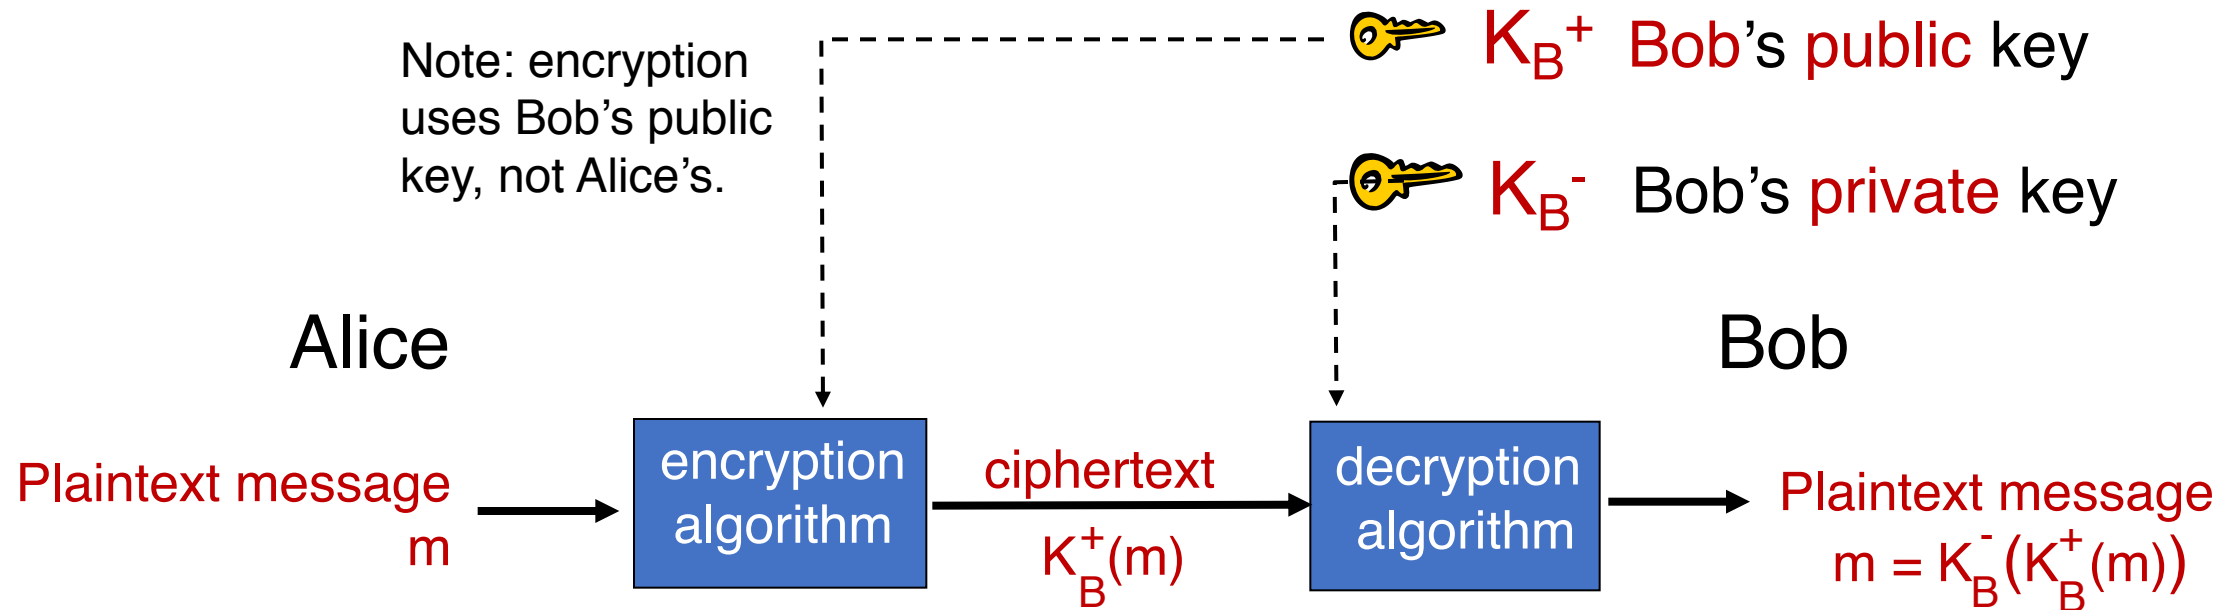 K_B^+ Bob’s public key
Note: encryption
uses Bob’s public
key, not Alice’s.
K_B^- Bob’s private key
Alice
Bob
Plaintext message
m
encryption
algorithm
ciphertext
K_B^+(m)
decryption
algorithm
Plaintext message
m = K_B^-(K_B^+(m))